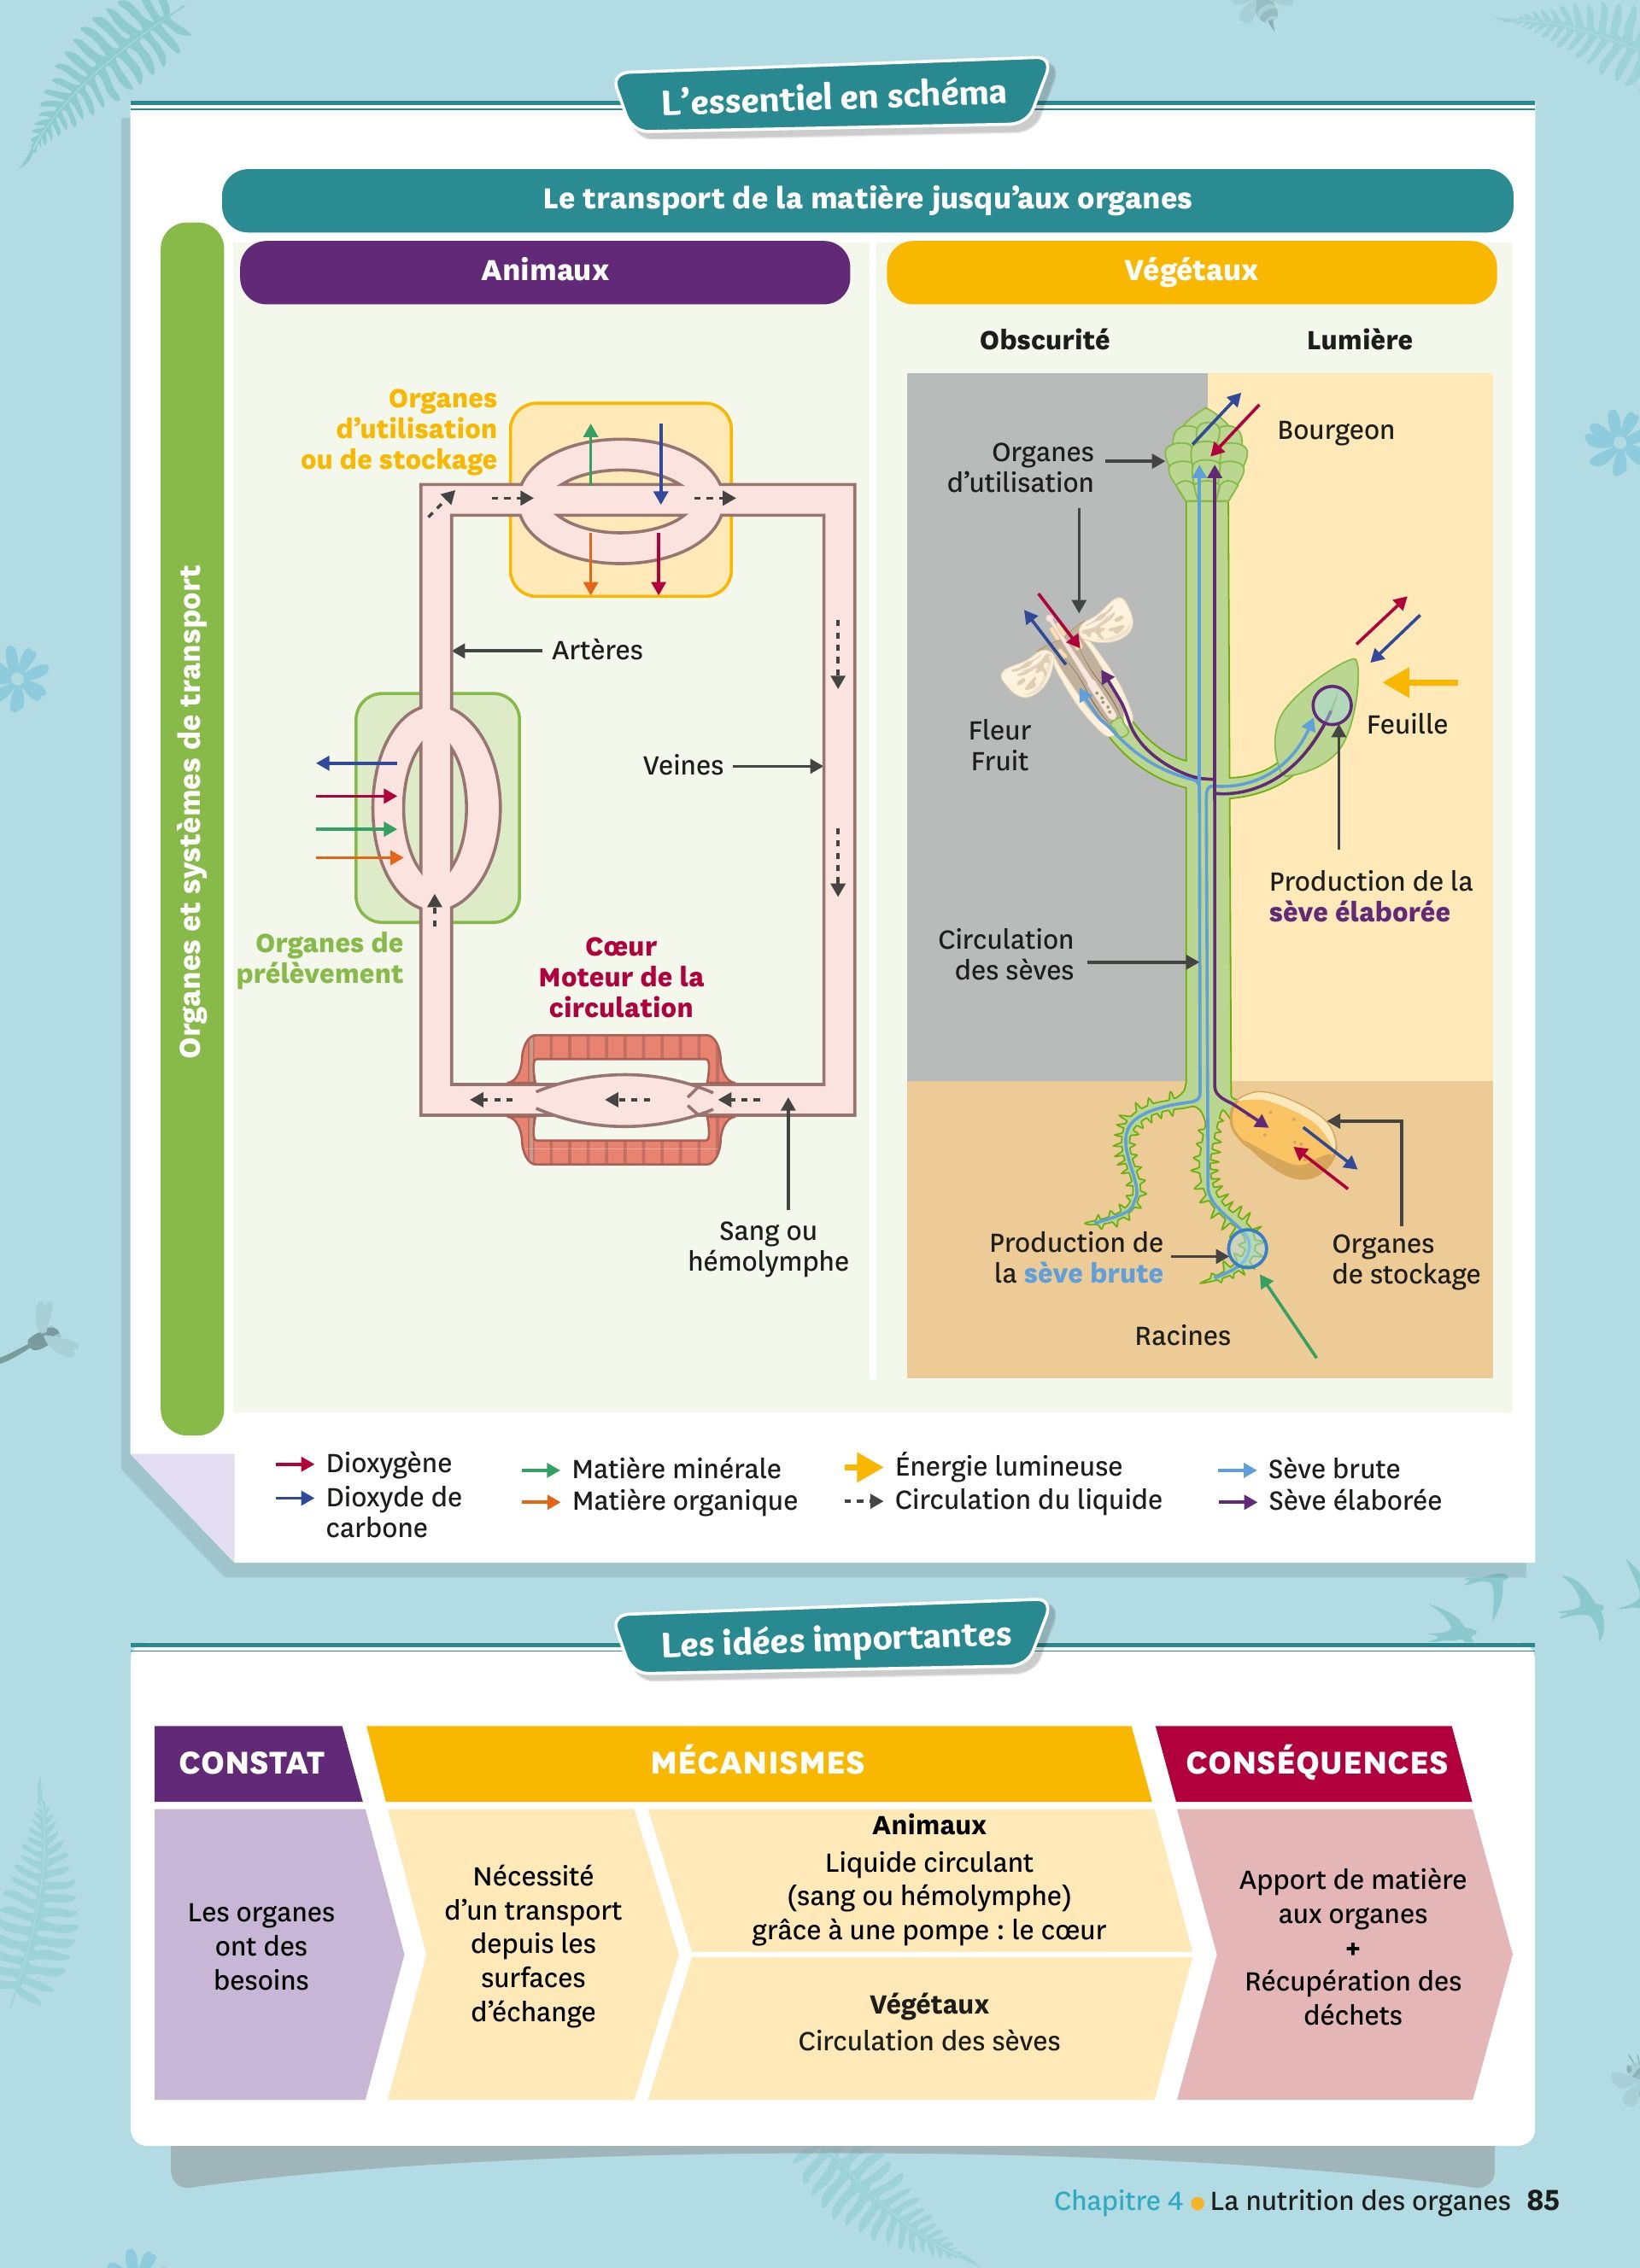 L'essentiel en schéma
Le transport de la matière jusqu'aux organes
Organes et systèmes de transport
Animaux
Organes
d'utilisation
ou de stockage
Artères
Veines
Organes de
prélèvement
Cœur
Moteur de la
circulation
Sang ou
hémolymphe
Végétaux
Obscurité
Lumière
Bourgeon
Organes
d'utilisation
Fleur
Fruit
Feuille
Production de la
sève élaborée
Circulation
des sèves
Production de
la sève brute
Organes
de stockage
Racines
Dioxygène
Dioxyde de
carbone
Matière minérale
Matière organique
Énergie lumineuse
Circulation du liquide
Sève brute
Sève élaborée
Les idées importantes
CONSTAT
MÉCANISMES
CONSÉQUENCES
Les organes
ont des
besoins
Nécessité
d'un transport
depuis les
surfaces
d'échange
Animaux
Liquide circulant
(sang ou hémolymphe)
grâce à une pompe : le cœur
Végétaux
Circulation des sèves
Apport de matière
aux organes
+
Récupération des
déchets
Chapitre 4 • La nutrition des organes 85